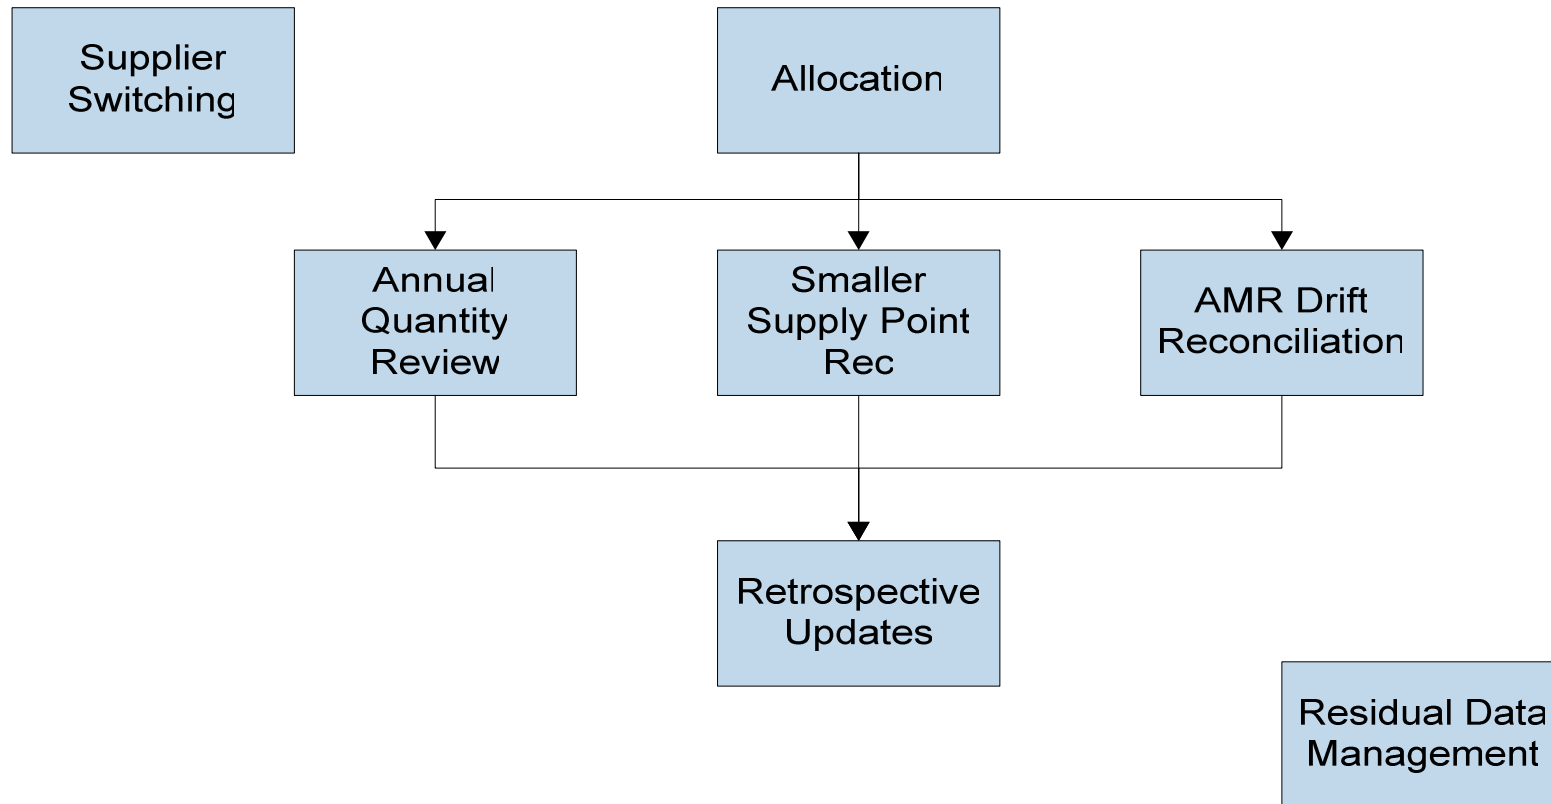 Supplier
Switching
Allocation
Annual
Quantity
Review
Smaller
Supply Point
Rec
AMR Drift
Reconciliation
Retrospective
Updates
Residual Data
Management